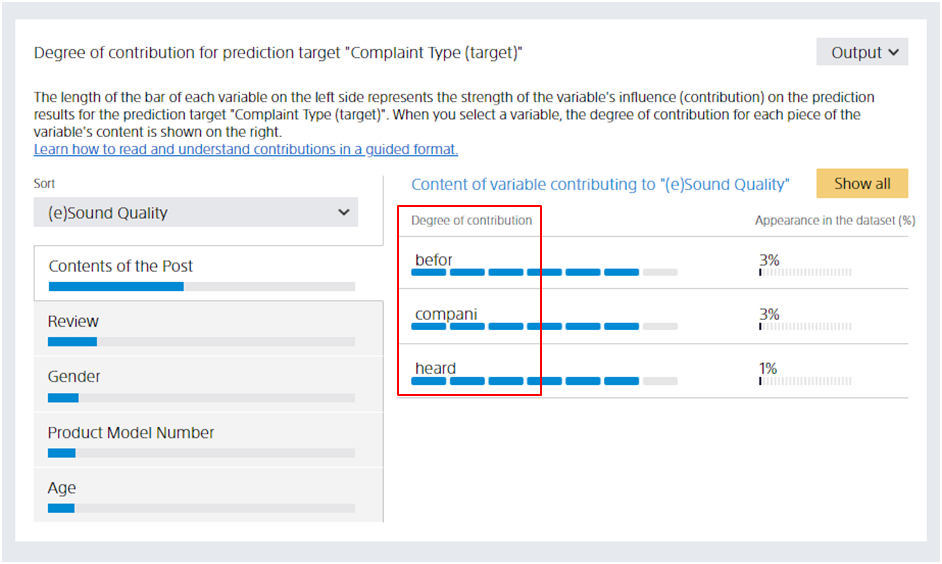 Degree of contribution for prediction target "Complaint Type (target)"
Output
The length of the bar of each variable on the left side represents the strength of the variable's influence (contribution) on the prediction
results for the prediction target "Complaint Type (target)". When you select a variable, the degree of contribution for each piece of the
variable's content is shown on the right.
Learn how to read and understand contributions in a guided format.
Sort
(e)Sound Quality
Contents of the Post
Review
Gender
Product Model Number
Age
Content of variable contributing to "(e)Sound Quality"
Show all
Degree of contribution
Appearance in the dataset (%)
befor
3%
compani
3%
heard
1%